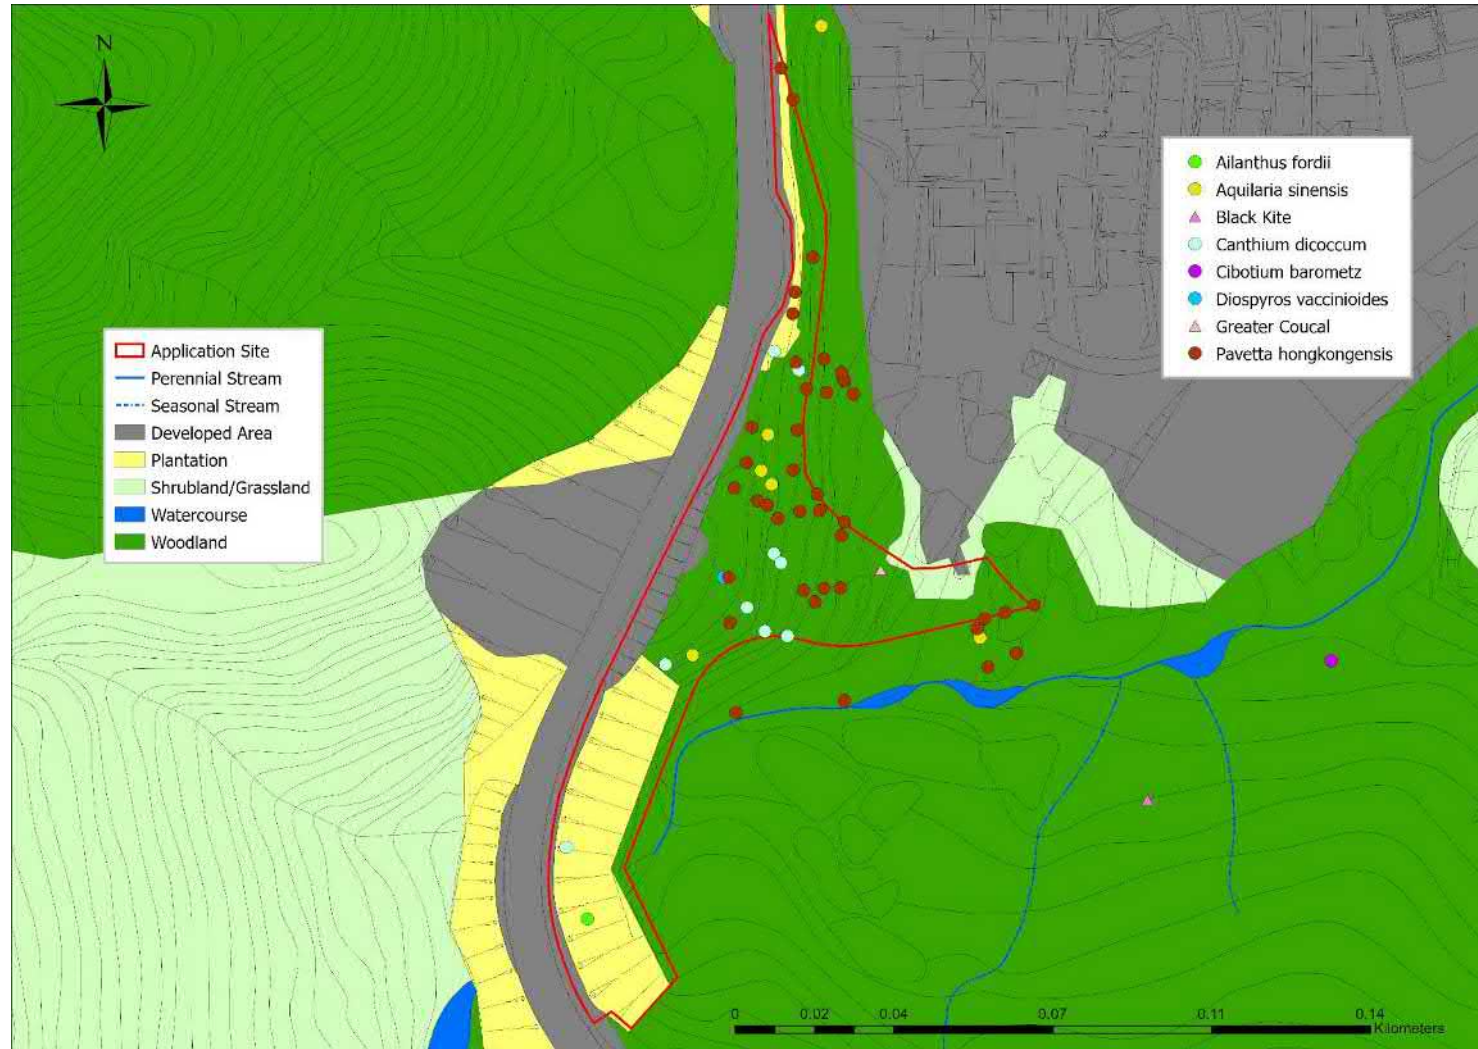 N
Ailanthus fordii
Aquilaria sinensis
Black Kite
Canthium dicoccum
Cibotium barometz
Diospyros vaccinioides
Greater Coucal
Pavetta hongkongensis
Application Site
Perennial Stream
Seasonal Stream
Developed Area
Plantation
Shrubland/Grassland
Watercourse
Woodland
0 0.02 0.04 0.07 0.11 0.14
Kilometers